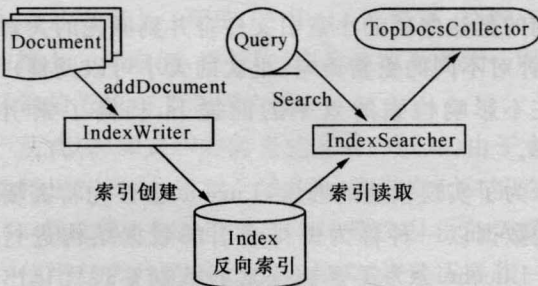 Document
Query
TopDocsCollector
addDocument
Search
IndexWriter
IndexSearcher
索引创建
索引读取
Index
反向索引